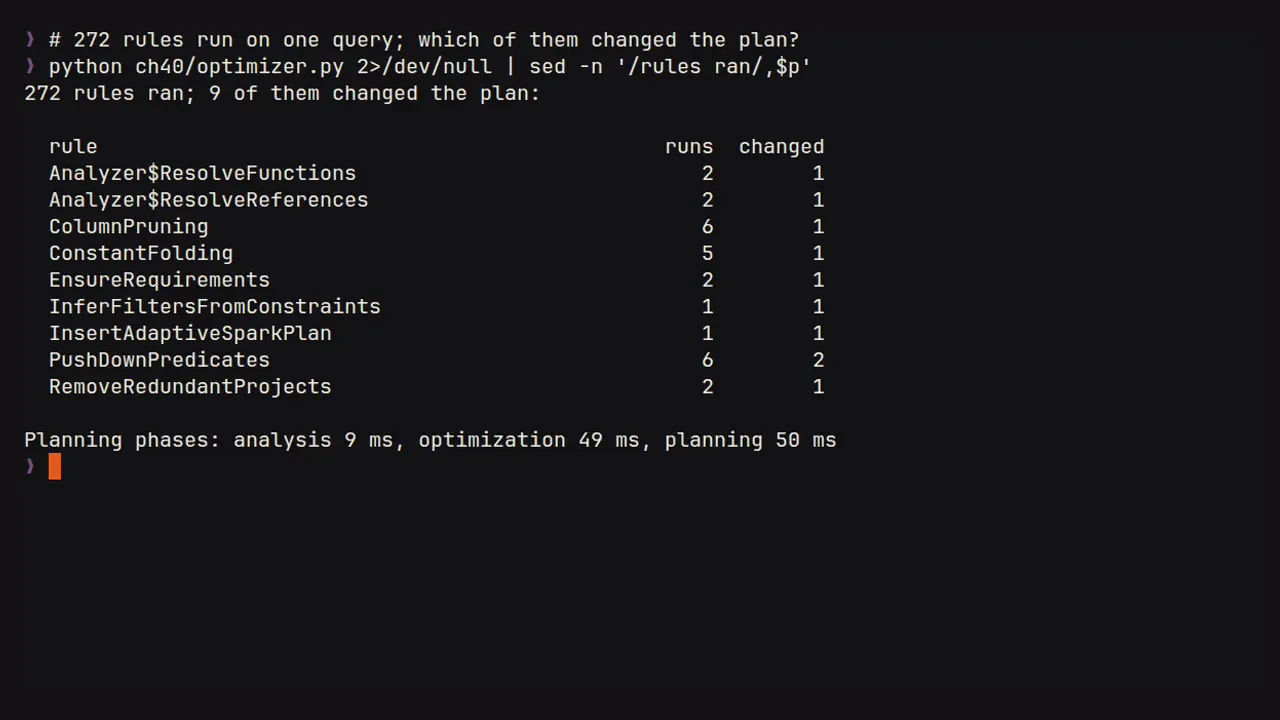 ❯ # 272 rules run on one query; which of them changed the plan?
❯ python ch40/optimizer.py 2>/dev/null | sed -n '/rules ran/,$p'
272 rules ran; 9 of them changed the plan:
rule runs changed
Analyzer$ResolveFunctions 2 1
Analyzer$ResolveReferences 2 1
ColumnPruning 6 1
ConstantFolding 5 1
EnsureRequirements 2 1
InferFiltersFromConstraints 1 1
InsertAdaptiveSparkPlan 1 1
PushDownPredicates 6 2
RemoveRedundantProjects 2 1
Planning phases: analysis 9 ms, optimization 49 ms, planning 50 ms
❯